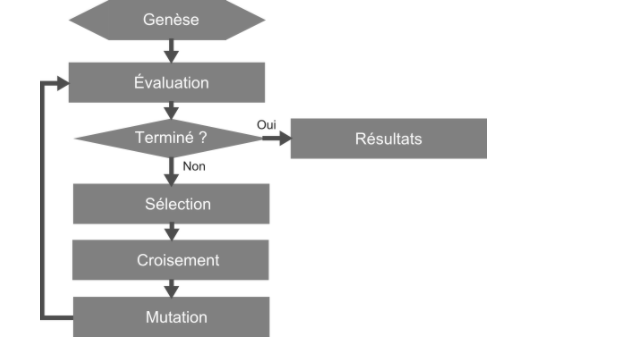 Genèse
Évaluation
Terminé ?
Oui
Résultats
Non
Sélection
Croisement
Mutation